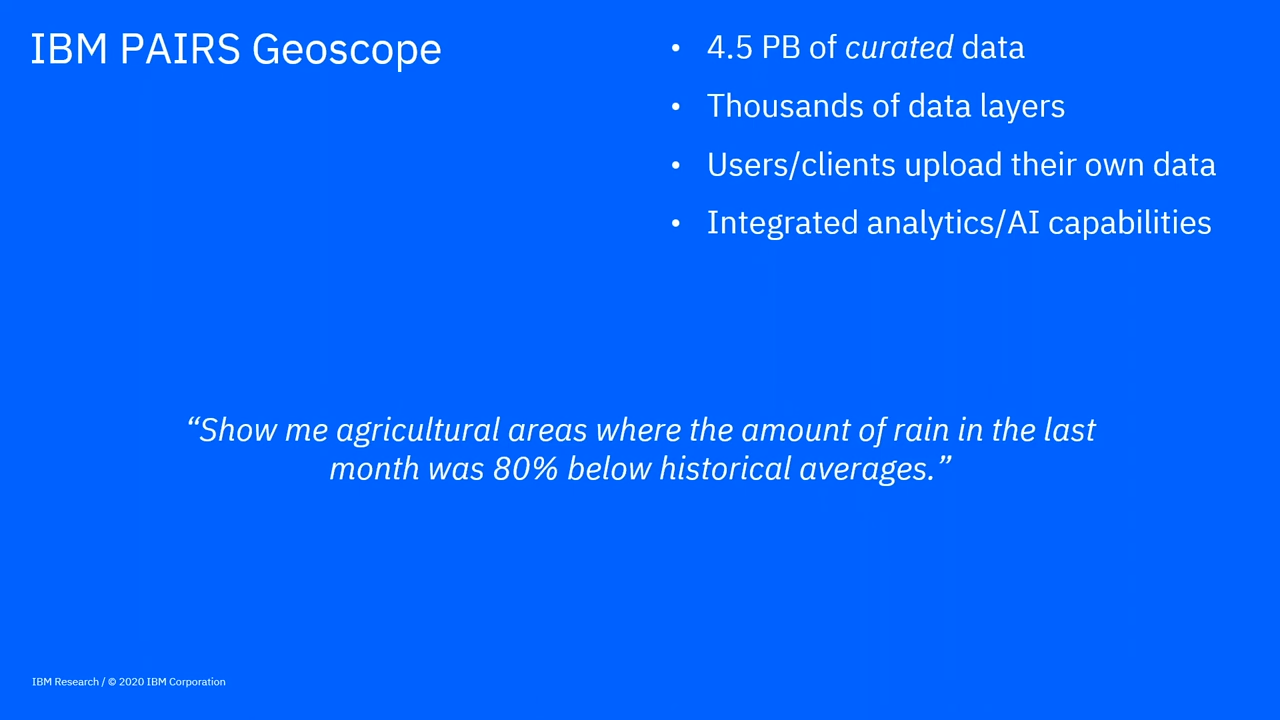 IBM PAIRS Geoscope
• 4.5 PB of curated data
• Thousands of data layers
• Users/clients upload their own data
• Integrated analytics/AI capabilities
“Show me agricultural areas where the amount of rain in the last
month was 80% below historical averages.”
IBM Research / © 2020 IBM Corporation